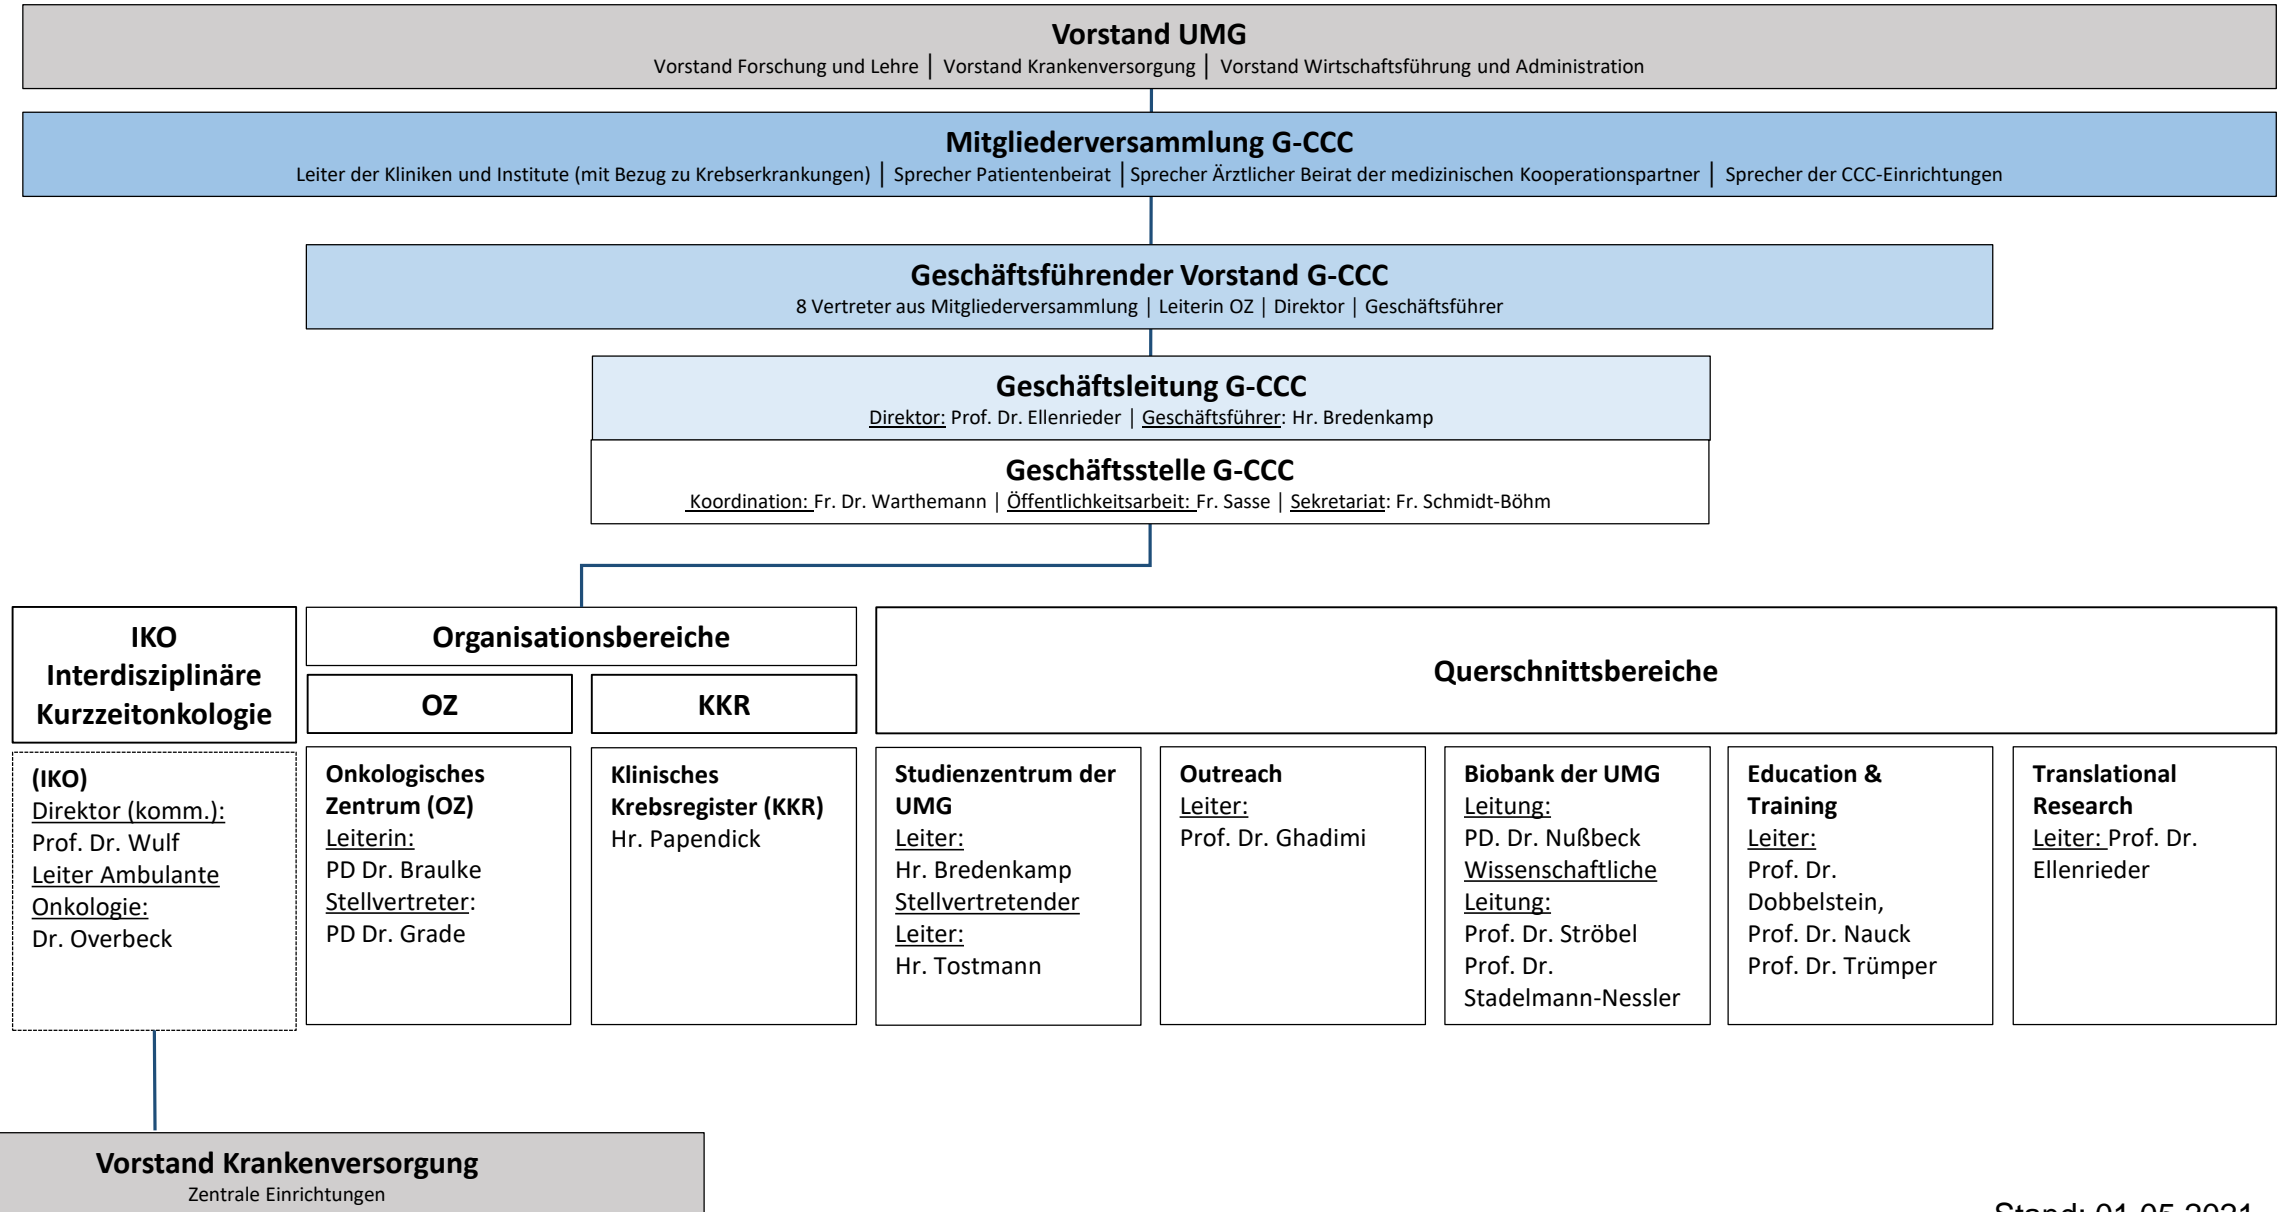 Vorstand UMG
Vorstand Forschung und Lehre | Vorstand Krankenversorgung | Vorstand Wirtschaftsführung und Administration
Mitgliederversammlung G-CCC
Leiter der Kliniken und Institute (mit Bezug zu Krebserkrankungen) | Sprecher Patientenbeirat | Sprecher Ärztlicher Beirat der medizinischen Kooperationspartner | Sprecher der CCC-Einrichtungen
Geschäftsführender Vorstand G-CCC
8 Vertreter aus Mitgliederversammlung | Leiterin OZ | Direktor | Geschäftsführer
Geschäftsleitung G-CCC
Direktor: Prof. Dr. Ellenrieder | Geschäftsführer: Hr. Bredenkamp
Geschäftsstelle G-CCC
Koordination: Fr. Dr. Warthemann | Öffentlichkeitsarbeit: Fr. Sasse | Sekretariat: Fr. Schmidt-Böhm
IKO
Interdisziplinäre
Kurzzeitonkologie
(IKO)
Direktor (komm.):
Prof. Dr. Wulf
Leiter Ambulante
Onkologie:
Dr. Overbeck
Organisationsbereiche
OZ
Onkologisches
Zentrum (OZ)
Leiterin:
PD Dr. Braulke
Stellvertreter:
PD Dr. Grade
KKR
Klinisches
Krebsregister (KKR)
Hr. Papendick
Querschnittsbereiche
Studienzentrum der
UMG
Leiter:
Hr. Bredenkamp
Stellvertretender
Leiter:
Hr. Tostmann
Outreach
Leiter:
Prof. Dr. Ghadimi
Biobank der UMG
Leitung:
PD. Dr. Nußbeck
Wissenschaftliche
Leitung:
Prof. Dr. Ströbel
Prof. Dr.
Stadelmann-Nessler
Education &
Training
Leiter:
Prof. Dr.
Dobbelstein,
Prof. Dr. Nauck
Prof. Dr. Trümper
Translational
Research
Leiter: Prof. Dr.
Ellenrieder
Vorstand Krankenversorgung
Zentrale Einrichtungen
Stand: 01.05.2021